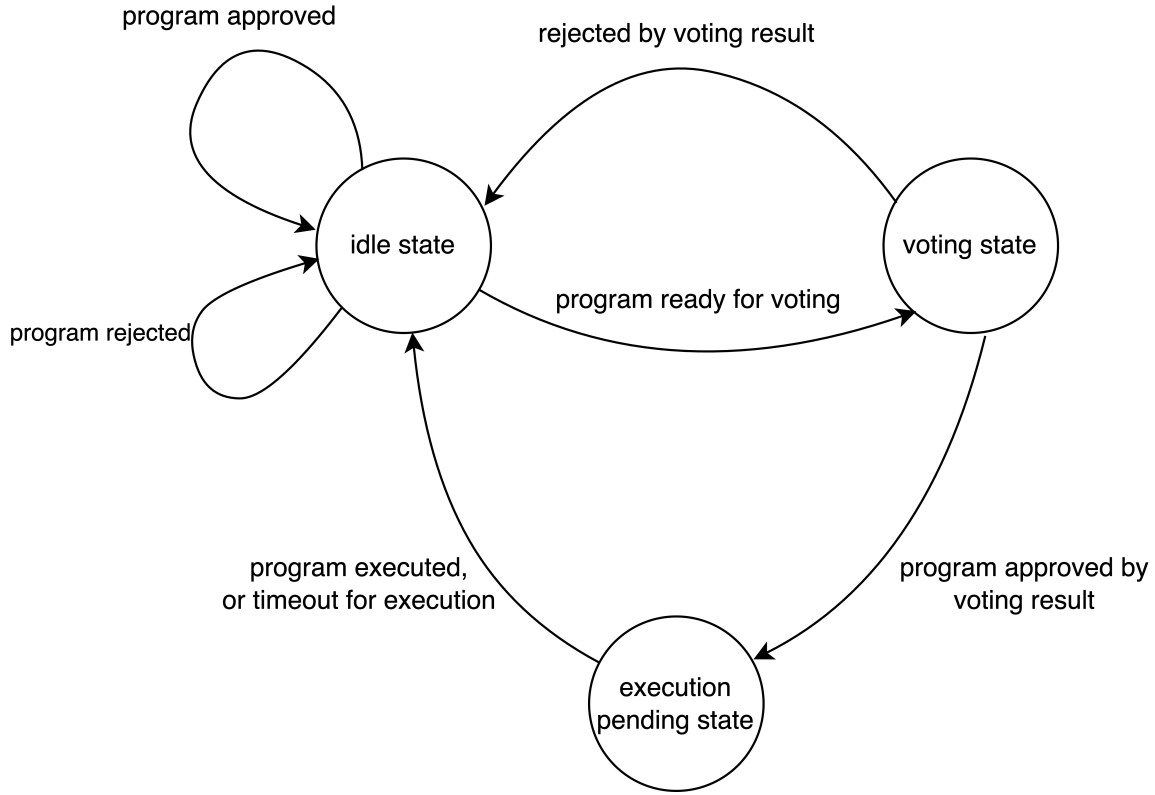 program approved
rejected by voting result
idle state
voting state
program ready for voting
program rejected
program executed,
or timeout for execution
program approved by
voting result
execution
pending state